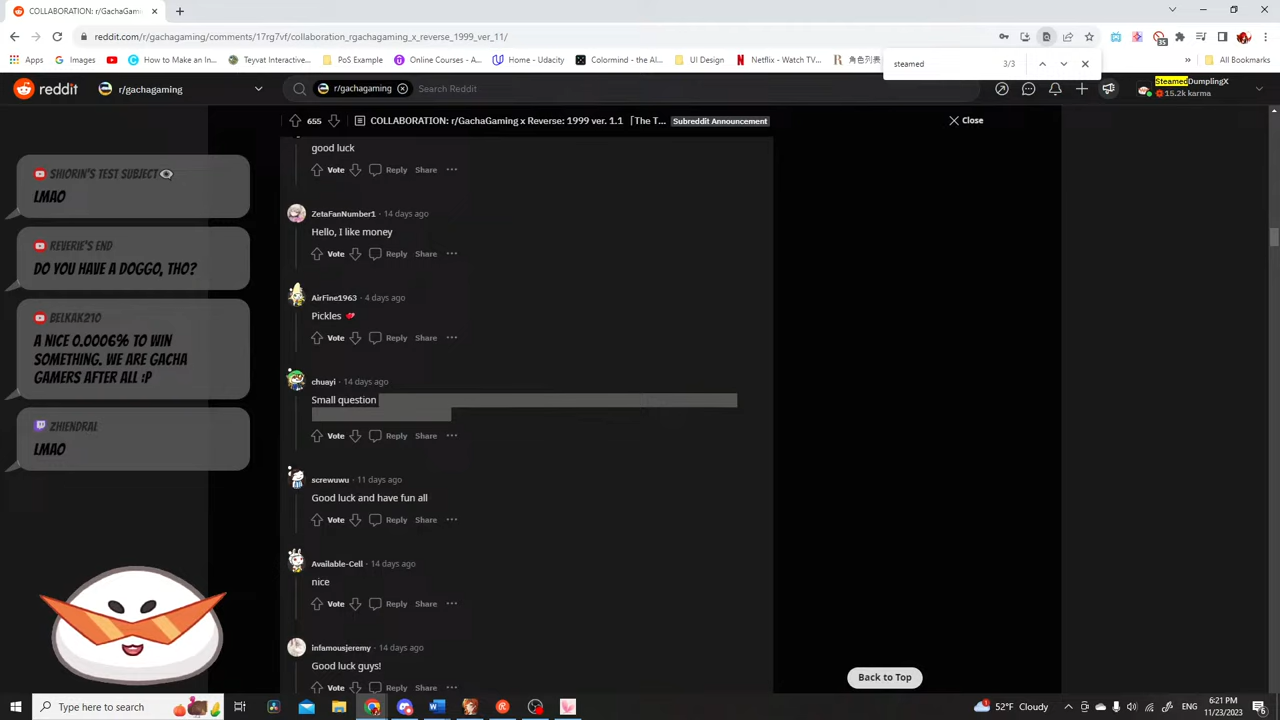 COLLABORATION: r/GachaGami
reddit.com/r/gachagaming/comments/17rg7vf/collaboration_rgachagaming_x_reverse_1999_ver_11/
35
Apps
Images
How to Make an In...
Teyvat Interactive...
PoS Example
Online Courses - A...
Home - Udacity
Colormind - the AI...
UI Design
Netflix - Watch TV...
角色列表
All Bookmarks
steamed
3/3
reddit
r/gachagaming
r/gachagaming
Search Reddit
SteamedDumplingX
15.2k karma
655
COLLABORATION: r/GachaGaming x Reverse: 1999 ver. 1.1 [The T...
Subreddit Announcement
Close
good luck
Vote Reply Share
ZetaFanNumber1 · 14 days ago
Hello, I like money
Vote Reply Share
AirFine1963 · 4 days ago
Pickles
Vote Reply Share
chuayi · 14 days ago
Small question
Vote Reply Share
screwuwu · 11 days ago
Good luck and have fun all
Vote Reply Share
Available-Cell · 14 days ago
nice
Vote Reply Share
infamousjeremy · 14 days ago
Good luck guys!
Vote Reply Share
Back to Top
SHIORIN'S TEST SUBJECT
LMAO
REVERIE'S END
DO YOU HAVE A DOGGO, THO?
BELKAK210
A NICE 0.0006% TO WIN
SOMETHING. WE ARE GACHA
GAMERS AFTER ALL :P
ZHIENDRAL
LMAO
Type here to search
52°F Cloudy
6:21 PM
11/23/2023
6